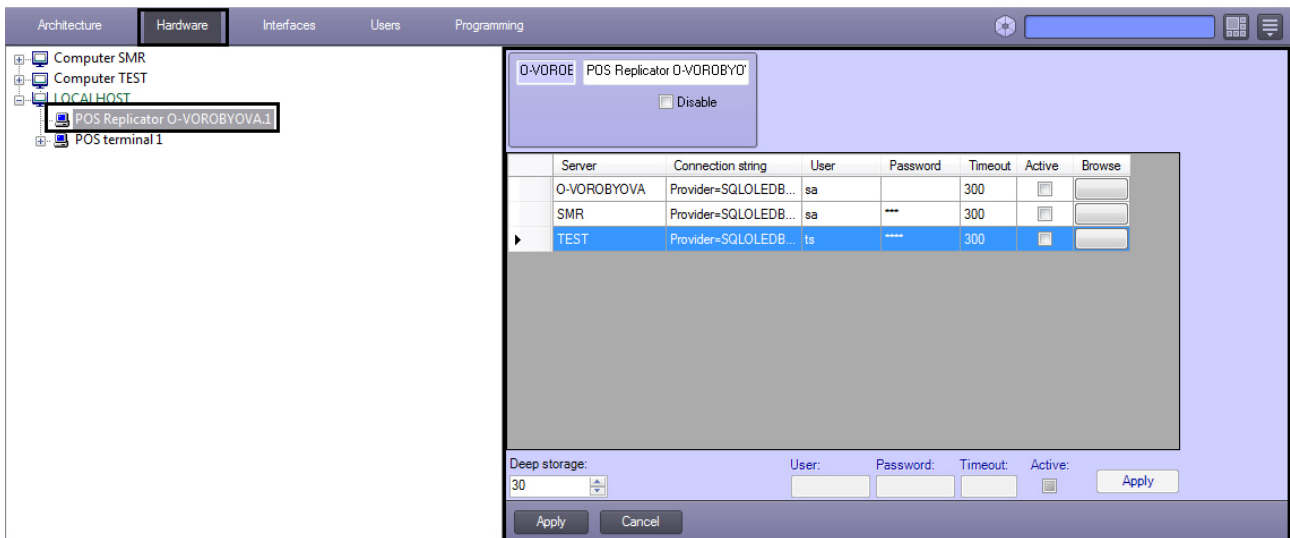 Architecture Hardware Interfaces Users Programming
Computer SMR
Computer TEST
LOCALHOST
POS Replicator O-VOROBYOVA.1
POS terminal 1
O-VOROE POS Replicator O-VOROBYO
Disable
Server Connection string User Password Timeout Active Browse
O-VOROBYOVA Provider=SQLOLEDB... sa 300
SMR Provider=SQLOLEDB... sa *** 300
TEST Provider=SQLOLEDB... ts **** 300
Deep storage: User: Password: Timeout: Active:
30
Apply
Apply Cancel